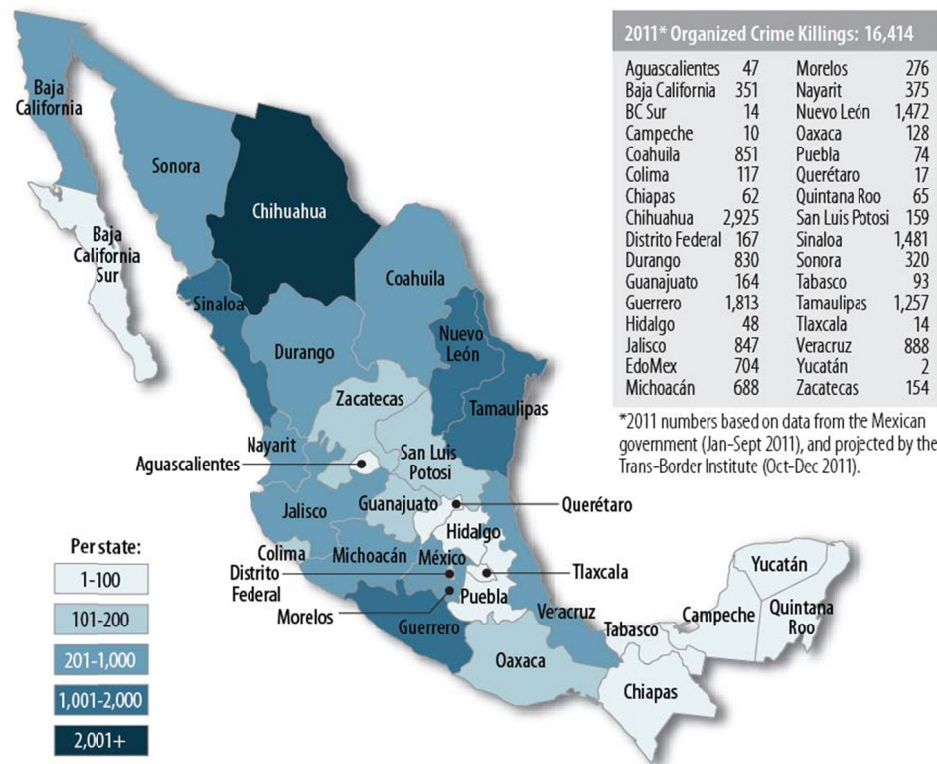 2011* Organized Crime Killings: 16,414
Aguascalientes 47 Morelos 276
Baja California 351 Nayarit 375
BC Sur 14 Nuevo León 1,472
Campeche 10 Oaxaca 128
Coahuila 851 Puebla 74
Colima 117 Querétaro 17
Chiapas 62 Quintana Roo 65
Chihuahua 2,925 San Luis Potosi 159
Distrito Federal 167 Sinaloa 1,481
Durango 830 Sonora 320
Guanajuato 164 Tabasco 93
Guerrero 1,813 Tamaulipas 1,257
Hidalgo 48 Tlaxcala 14
Jalisco 847 Veracruz 888
EdoMex 704 Yucatán 2
Michoacán 688 Zacatecas 154
*2011 numbers based on data from the Mexican
government (Jan-Sept 2011), and projected by the
Trans-Border Institute (Oct-Dec 2011).
Baja
California
Sonora
Chihuahua
Baja
California
Sur
Coahuila
Sinaloa
Nuevo
León
Durango
Zacatecas
Tamaulipas
Nayarit
San Luis
Potosi
Aguascalientes
Guanajuato
Querétaro
Jalisco
Hidalgo
Colima
Michoacán
México
Distrito
Federal
Tlaxcala
Puebla
Morelos
Guerrero
Veracruz
Oaxaca
Tabasco
Campeche
Yucatán
Quintana
Roo
Chiapas
Per state:
1-100
101-200
201-1,000
1,001-2,000
2,001+